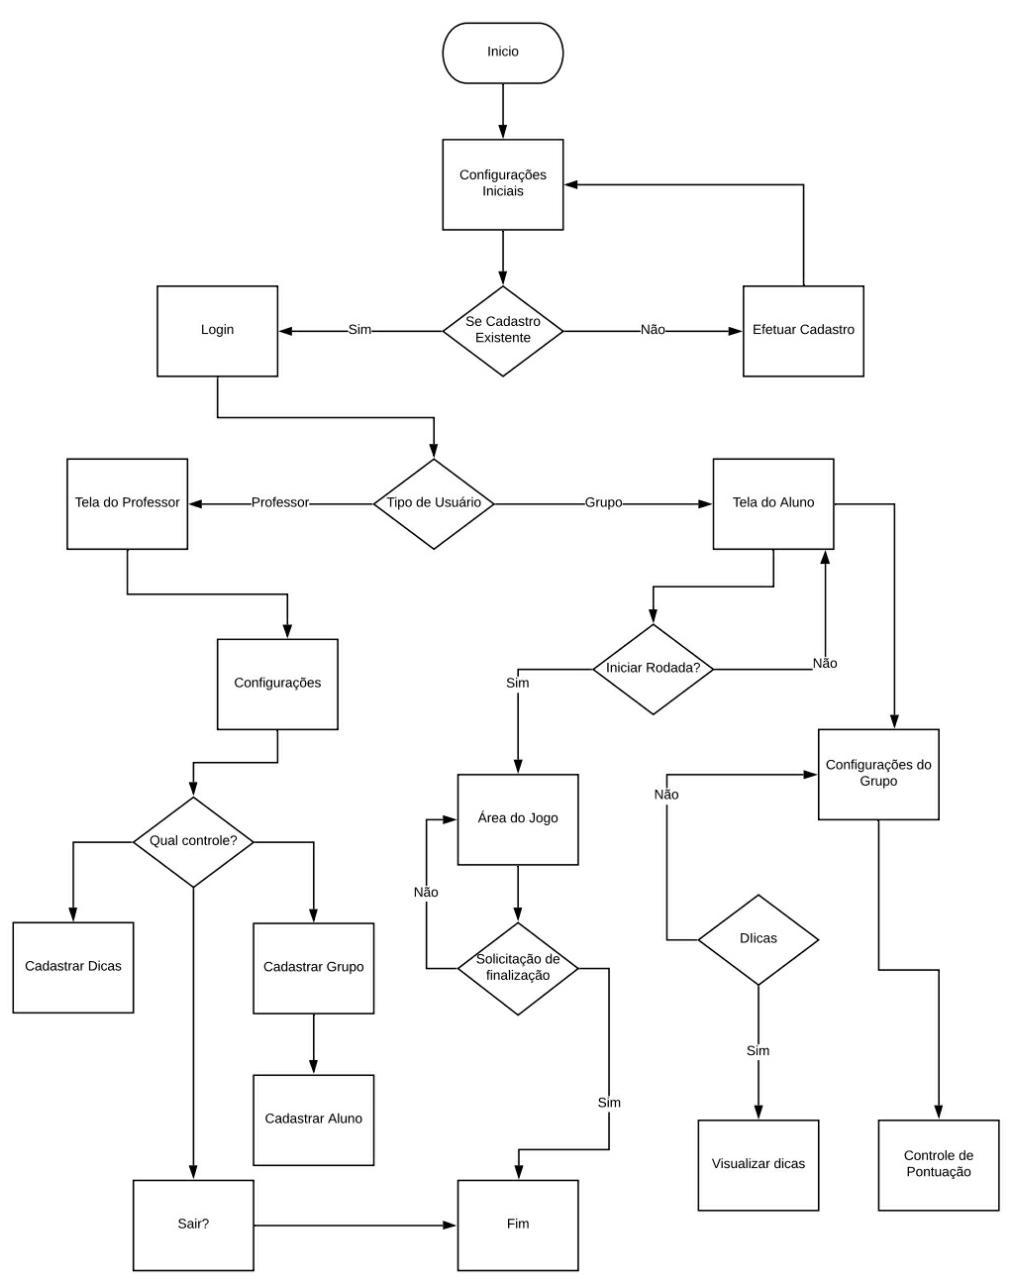 Inicio
Configurações
Iniciais
Login
Sim
Se Cadastro
Existente
Não
Efetuar Cadastro
Tela do Professor
Professor
Tipo de Usuário
Grupo
Tela do Aluno
Configurações
Sim
Iniciar Rodada?
Não
Configurações do
Grupo
Qual controle?
Área do Jogo
Não
Não
Cadastrar Dicas
Cadastrar Grupo
Solicitação de
finalização
DIicas
Sim
Cadastrar Aluno
Sim
Visualizar dicas
Controle de
Pontuação
Sair?
Fim